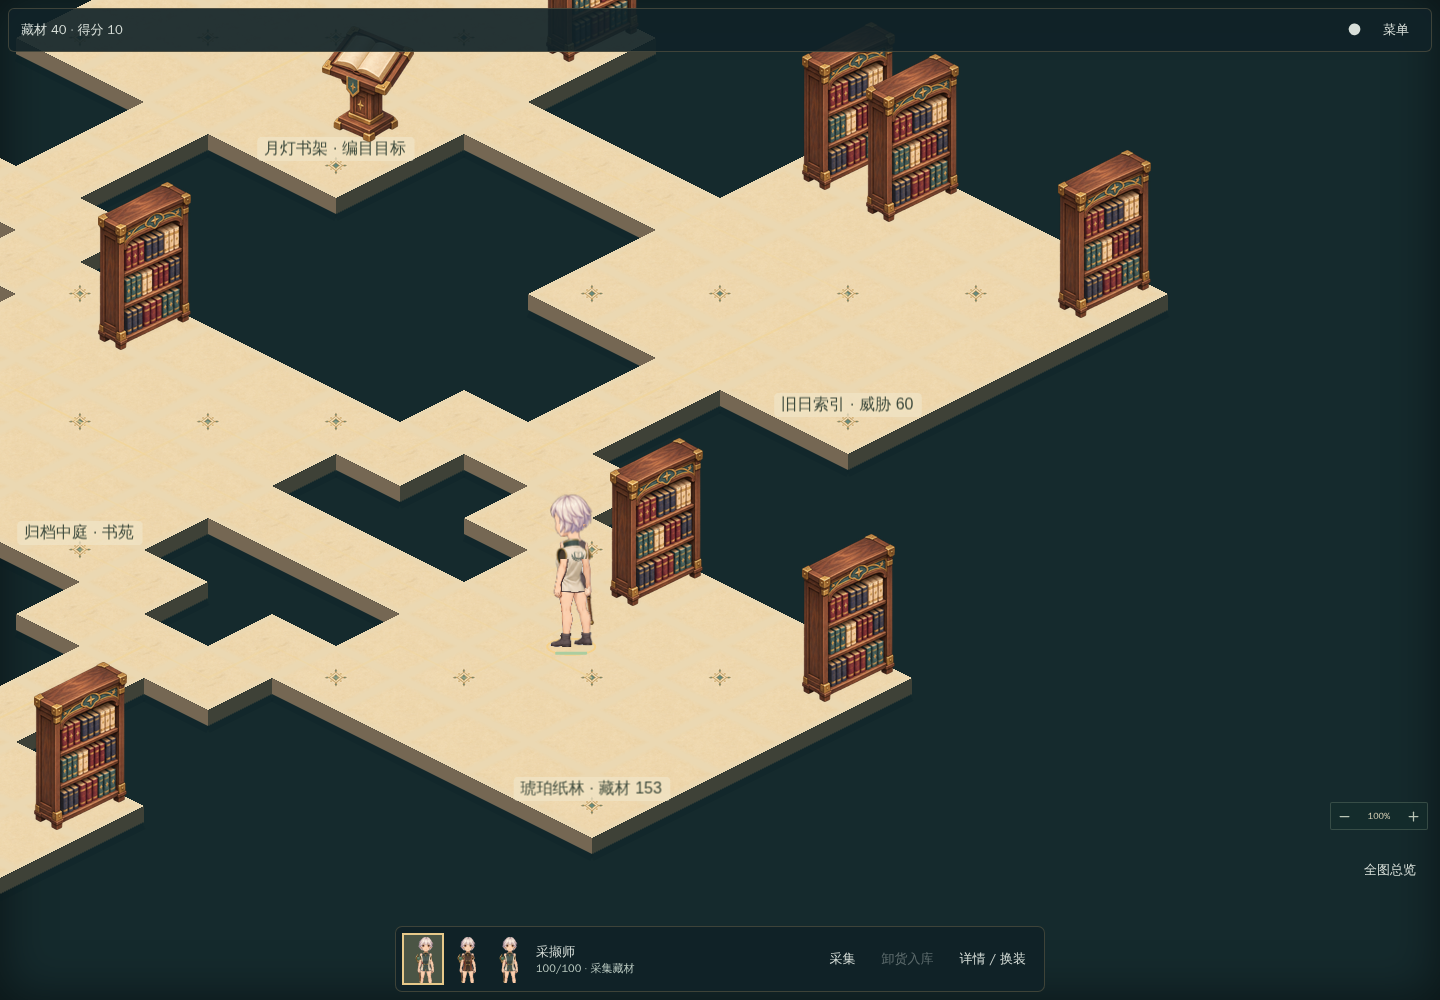 藏材 40 · 得分 10
菜单
月灯书架 · 编目目标
旧日索引 · 威胁 60
归档中庭 · 书苑
琥珀纸林 · 藏材 153
− 100% +
全图总览
采撷师
100/100 · 采集藏材
采集
卸货入库
详情 / 换装